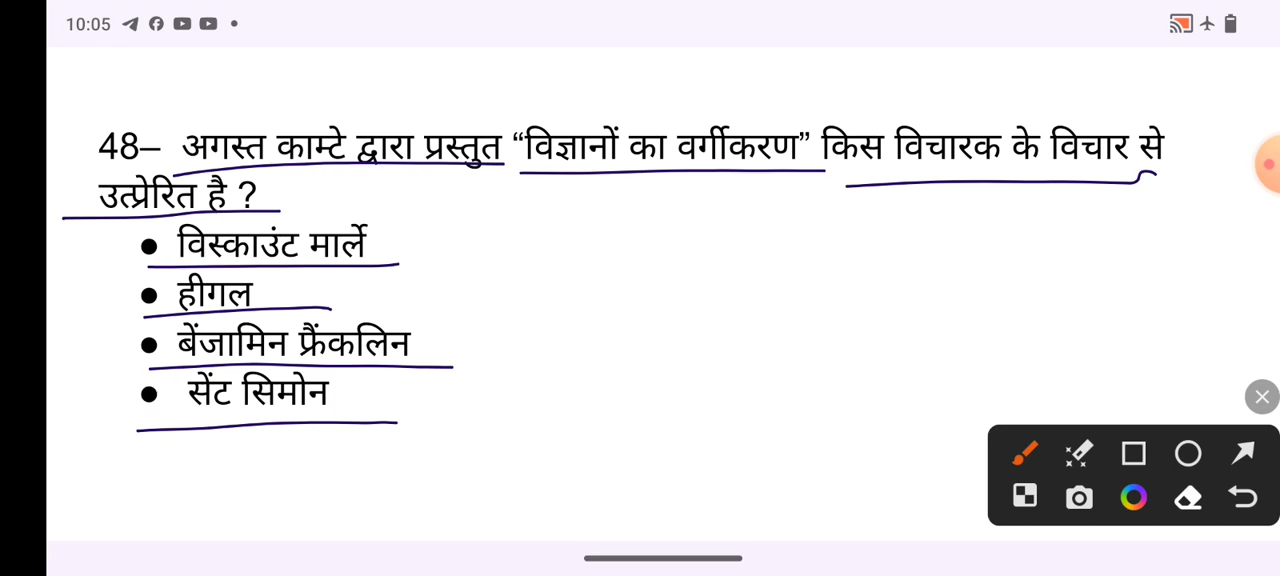 10:05
48– अगस्त काम्टे द्वारा प्रस्तुत “विज्ञानों का वर्गीकरण” किस विचारक के विचार से
उत्प्रेरित है ?
● विस्काउंट मार्ले
● हीगल
● बेंजामिन फ्रैंकलिन
● सेंट सिमोन